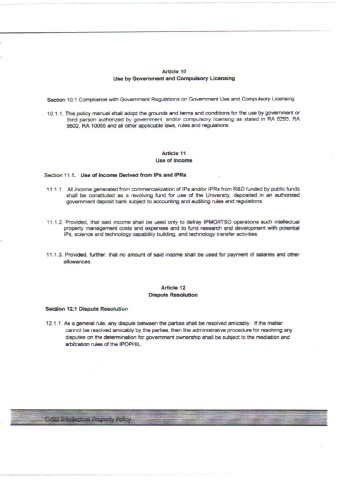 Article 10
Use by Government and Compulsory Licensing
Section 10.1 Compliance with Government Regulations on Government Use and Compulsory Licensing
10.1.1. This policy manual shall adopt the grounds and terms and conditions for the use by government or
third person authorized by government, and/or compulsory licensing as stated in RA 8293, RA
9502, RA 10055 and all other applicable laws, rules and regulations.
Article 11
Use of Income
Section 11.1. Use of Income Derived from IPs and IPRs
11.1.1 All income generated from commercialization of IPs and/or IPRs from R&D funded by public funds
shall be constituted as a revolving fund for use of the University, deposited in an authorized
government deposit bank subject to accounting and auditing rules and regulations.
11.1.2. Provided, that said income shall be used only to defray IPMO/ITSO operations such intellectual
property management costs and expenses and to fund research and development with potential
IPs, science and technology capability building, and technology transfer activities.
11.1.3. Provided, further, that no amount of said income shall be used for payment of salaries and other
allowances.
Article 12
Dispute Resolution
Section 12.1 Dispute Resolution
12.1.1. As a general rule, any dispute between the parties shall be resolved amicably. If the matter
cannot be resolved amicably by the parties, then the administrative procedure for resolving any
disputes on the determination for government ownership shall be subject to the mediation and
arbitration rules of the IPOPHIL.
Intellectual Property Policy